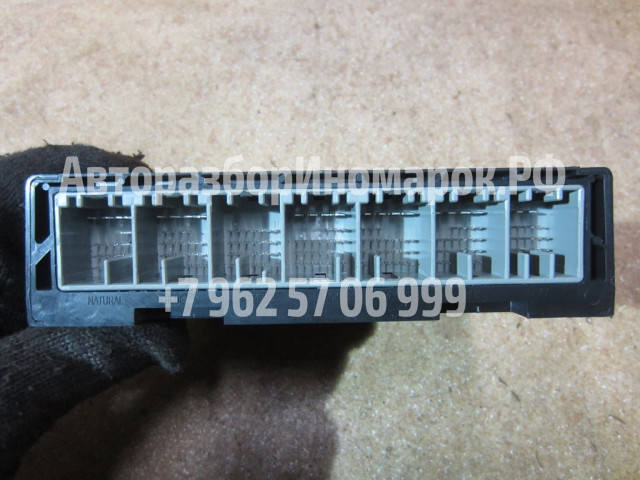 АвторазборИномарок.РФ
NATURAL
+7 962 57 06 999